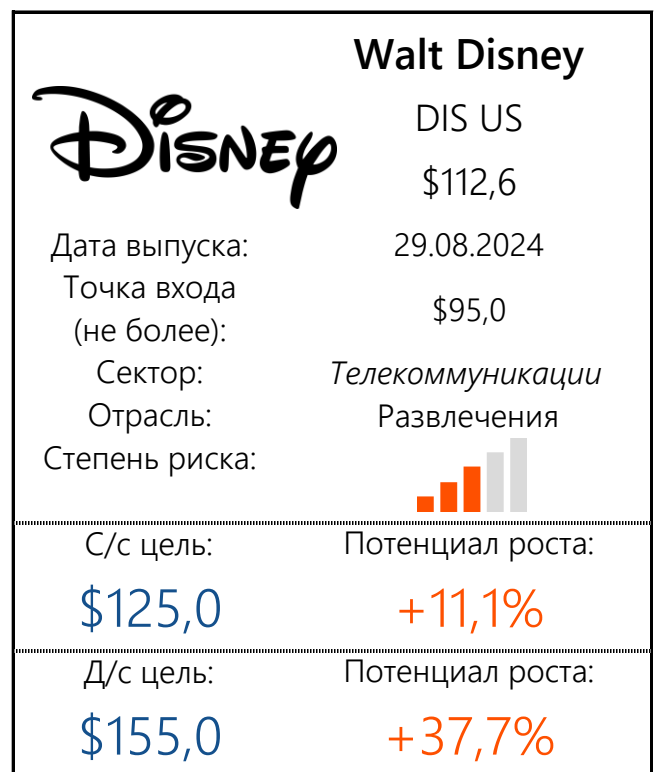 Walt Disney
Disney
DIS US
$112,6
Дата выпуска: 29.08.2024
Точка входа
(не более): $95,0
Сектор: Телекоммуникации
Отрасль: Развлечения
Степень риска:
С/с цель: Потенциал роста:
$125,0 +11,1%
Д/с цель: Потенциал роста:
$155,0 +37,7%